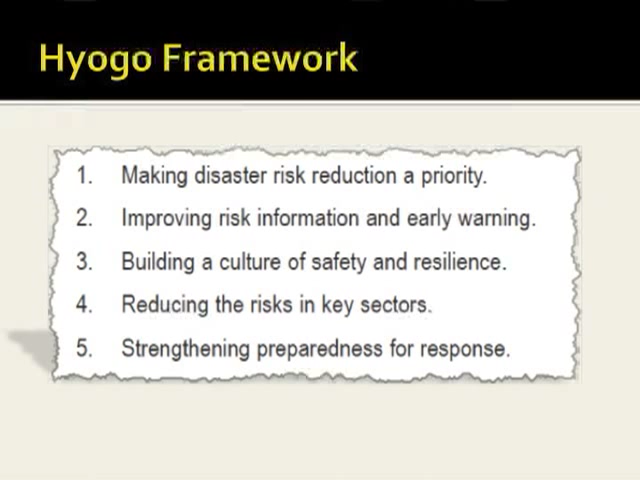 Hyogo Framework
1. Making disaster risk reduction a priority.
2. Improving risk information and early warning.
3. Building a culture of safety and resilience.
4. Reducing the risks in key sectors.
5. Strengthening preparedness for response.